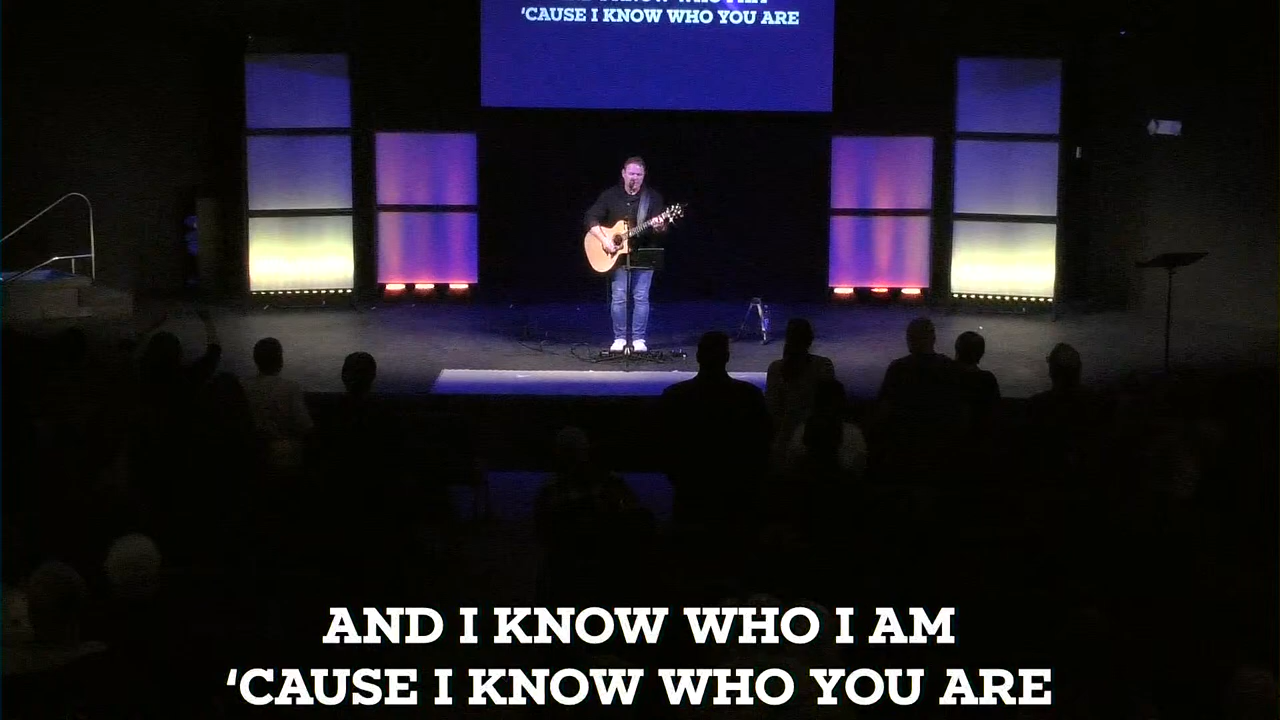 'CAUSE I KNOW WHO YOU ARE
AND I KNOW WHO I AM
‘CAUSE I KNOW WHO YOU ARE